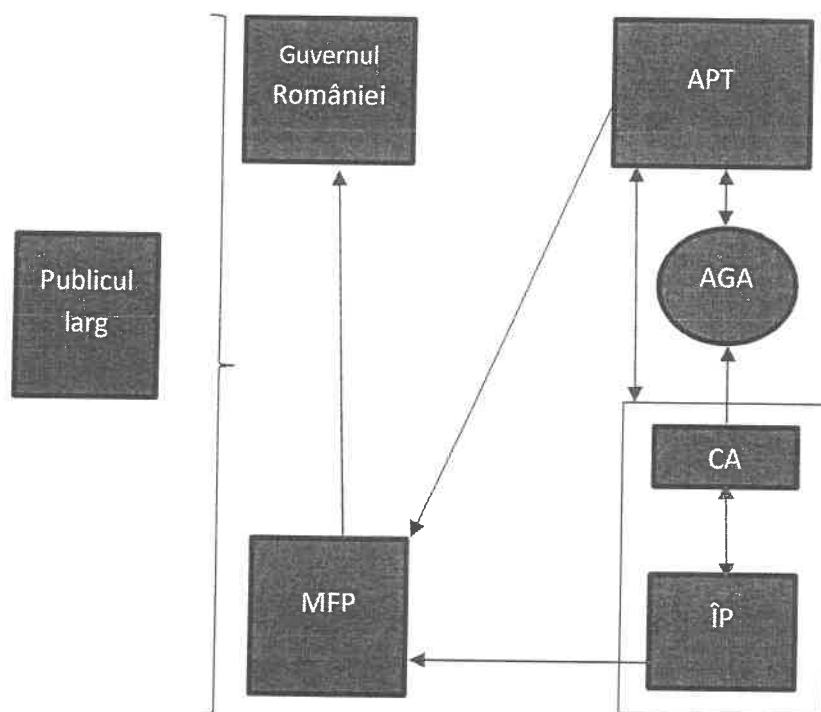 Guvernul
României
APT
Publicul
larg
AGA
CA
MFP
ÎP